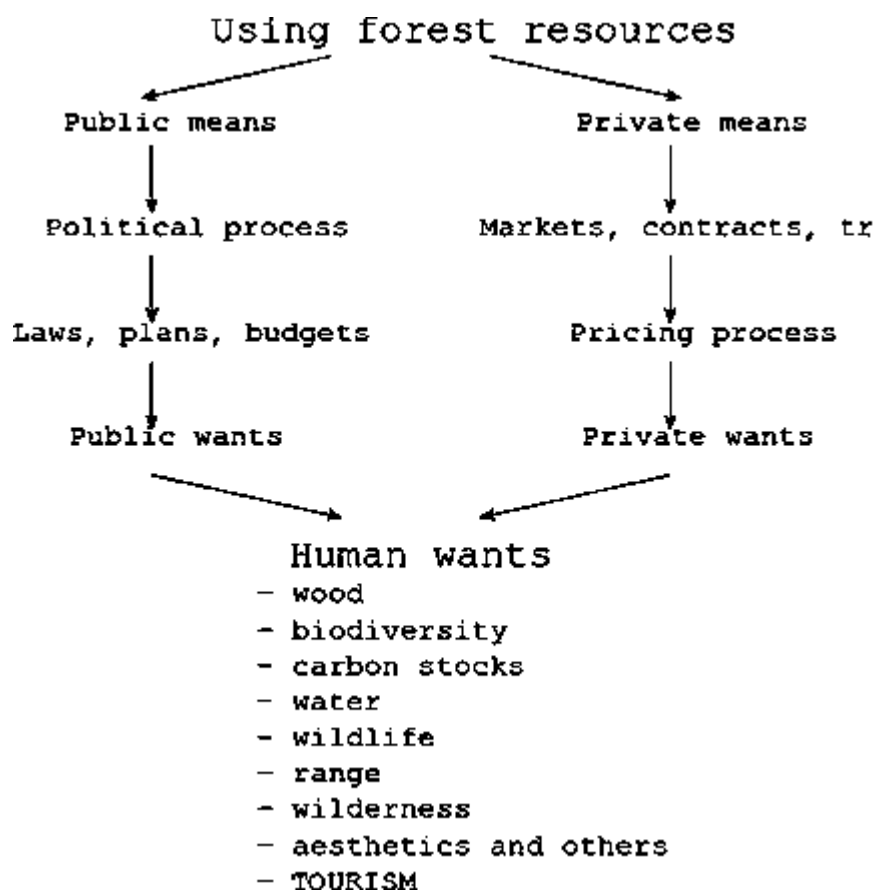 Using forest resources
Public means
Private means
Political process
Markets, contracts, tr
Laws, plans, budgets
Pricing process
Public wants
Private wants
Human wants
- wood
- biodiversity
- carbon stocks
- water
- wildlife
- range
- wilderness
- aesthetics and others
- TOURISM